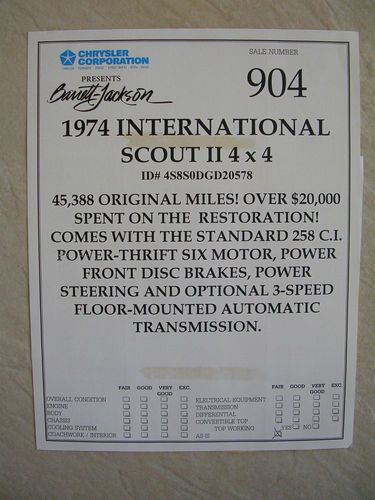 CHRYSLER
CORPORATION
PRESENTS
Barrett-Jackson
SALE NUMBER
904
1974 INTERNATIONAL
SCOUT II 4 x 4
ID# 4S8S0DGD20578
45,388 ORIGINAL MILES! OVER $20,000
SPENT ON THE RESTORATION!
COMES WITH THE STANDARD 258 C.I.
POWER-THRIFT SIX MOTOR, POWER
FRONT DISC BRAKES, POWER
STEERING AND OPTIONAL 3-SPEED
FLOOR-MOUNTED AUTOMATIC
TRANSMISSION.
FAIR GOOD VERY GOOD EXC.
OVERALL CONDITION
ENGINE
BODY
CHASSIS
COOLING SYSTEM
COACHWORK / INTERIOR
FAIR GOOD VERY GOOD EXC.
ELECTRICAL EQUIPMENT
TRANSMISSION
DIFFERENTIAL
CONVERTIBLE TOP
TOP WORKING YES NO
AS IS